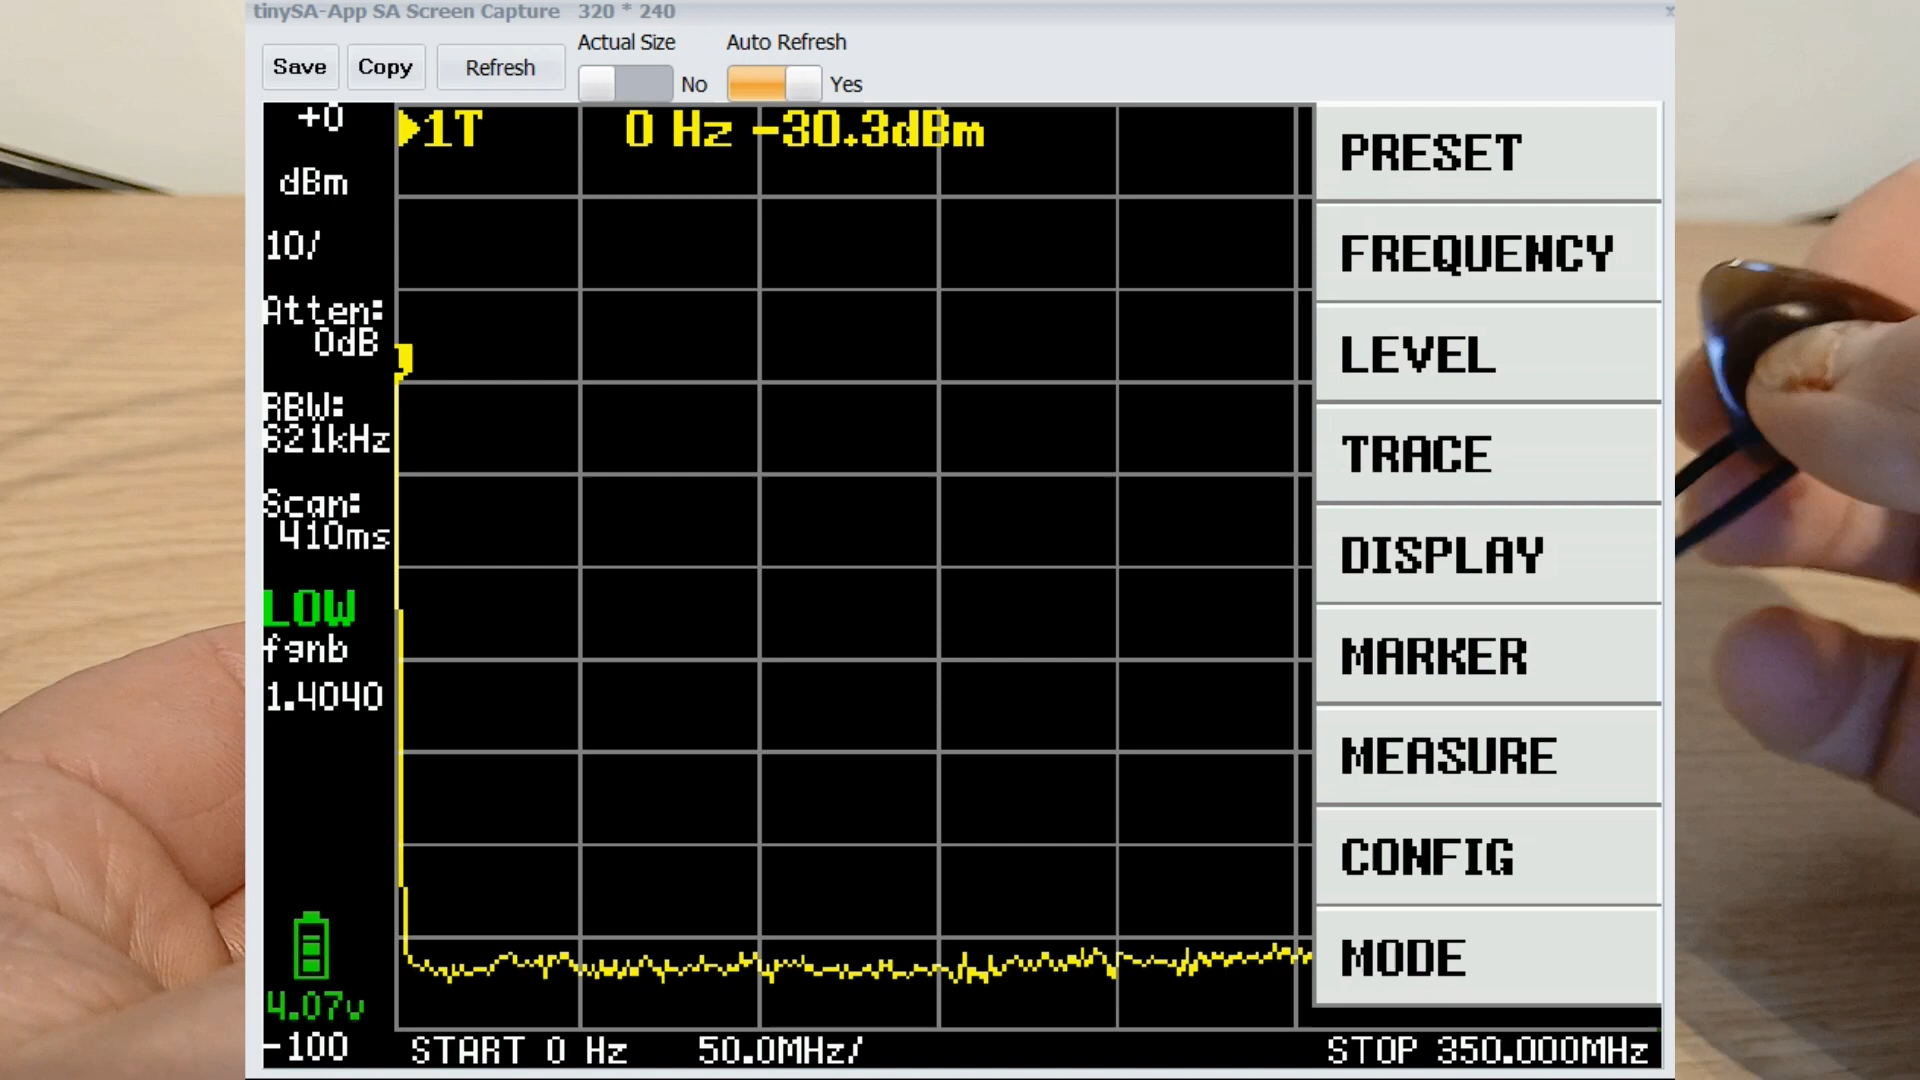 tinySA-App SA Screen Capture 320 * 240
Save Copy Refresh Actual Size No Auto Refresh Yes
+0
dBm
10/
Atten:
0dB
RBW:
621kHz
Scan:
410ms
LOW
fgnb
1.4040
4.07v
-100
1T 0 Hz -30.3dBm
START 0 Hz 50.0MHz/ STOP 350.000MHz
PRESET
FREQUENCY
LEVEL
TRACE
DISPLAY
MARKER
MEASURE
CONFIG
MODE